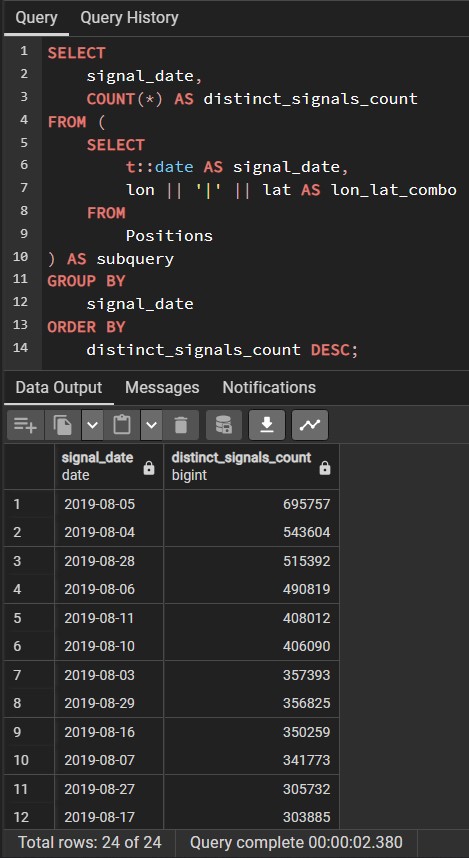 Query Query History
1 SELECT
2 signal_date,
3 COUNT(*) AS distinct_signals_count
4 FROM (
5 SELECT
6 t::date AS signal_date,
7 lon || '|' || lat AS lon_lat_combo
8 FROM
9 Positions
10 ) AS subquery
11 GROUP BY
12 signal_date
13 ORDER BY
14 distinct_signals_count DESC;
Data Output Messages Notifications
signal_date distinct_signals_count
date bigint
1 2019-08-05 695757
2 2019-08-04 543604
3 2019-08-28 515392
4 2019-08-06 490819
5 2019-08-11 408012
6 2019-08-10 406090
7 2019-08-03 357393
8 2019-08-29 356825
9 2019-08-16 350259
10 2019-08-07 341773
11 2019-08-27 305732
12 2019-08-17 303885
Total rows: 24 of 24 Query complete 00:00:02.380